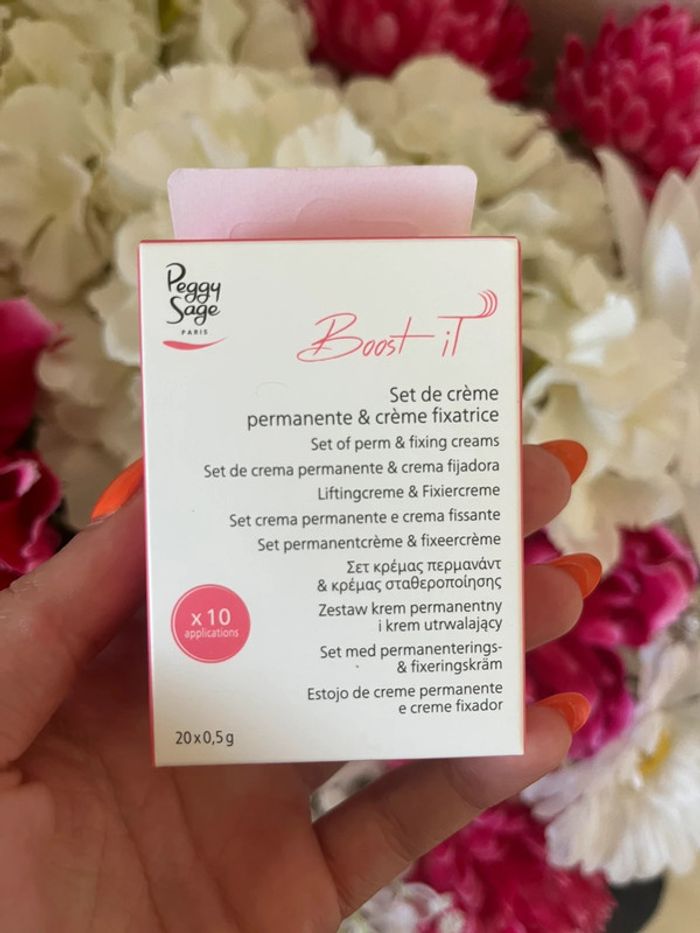 Peggy
Sage
PARIS
Boost it
Set de crème
permanente & crème fixatrice
Set of perm & fixing creams
Set de crema permanente & crema fijadora
Liftingcreme & Fixiercreme
Set crema permanente e crema fissante
Set permanentcrème & fixeercrème
Σετ κρέμας περμανάντ
& κρέμας σταθεροποίησης
Zestaw krem permanentny
i krem utrwalający
Set med permanenterings-
& fixeringskräm
Estojo de creme permanente
e creme fixador
x 10
applications
20 x 0,5 g